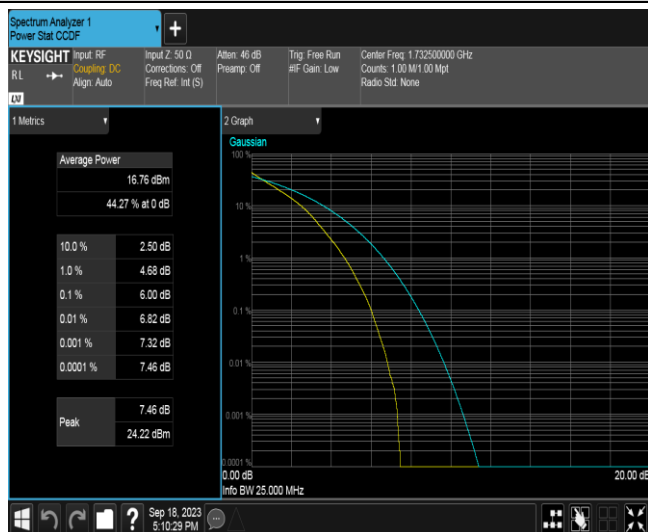 Spectrum Analyzer 1
Power Stat CCDF
+
KEYSIGHT
RL
LXI
Input: RF
Coupling: DC
Align: Auto
Input Z: 50 Ω
Corrections: Off
Freq Ref: Int (S)
Atten: 46 dB
Preamp: Off
Trig: Free Run
#IF Gain: Low
Center Freq: 1.732500000 GHz
Counts: 1.00 M/1.00 Mpt
Radio Std: None
1 Metrics
Average Power
16.76 dBm
44.27 % at 0 dB
10.0 % 2.50 dB
1.0 % 4.68 dB
0.1 % 6.00 dB
0.01 % 6.82 dB
0.001 % 7.32 dB
0.0001 % 7.46 dB
Peak
7.46 dB
24.22 dBm
2 Graph
Gaussian
100 %
10 %
1 %
0.1 %
0.01 %
0.001 %
0.0001 %
0.00 dB 20.00 dB
Info BW 25.000 MHz
?
Sep 18, 2023
5:10:29 PM